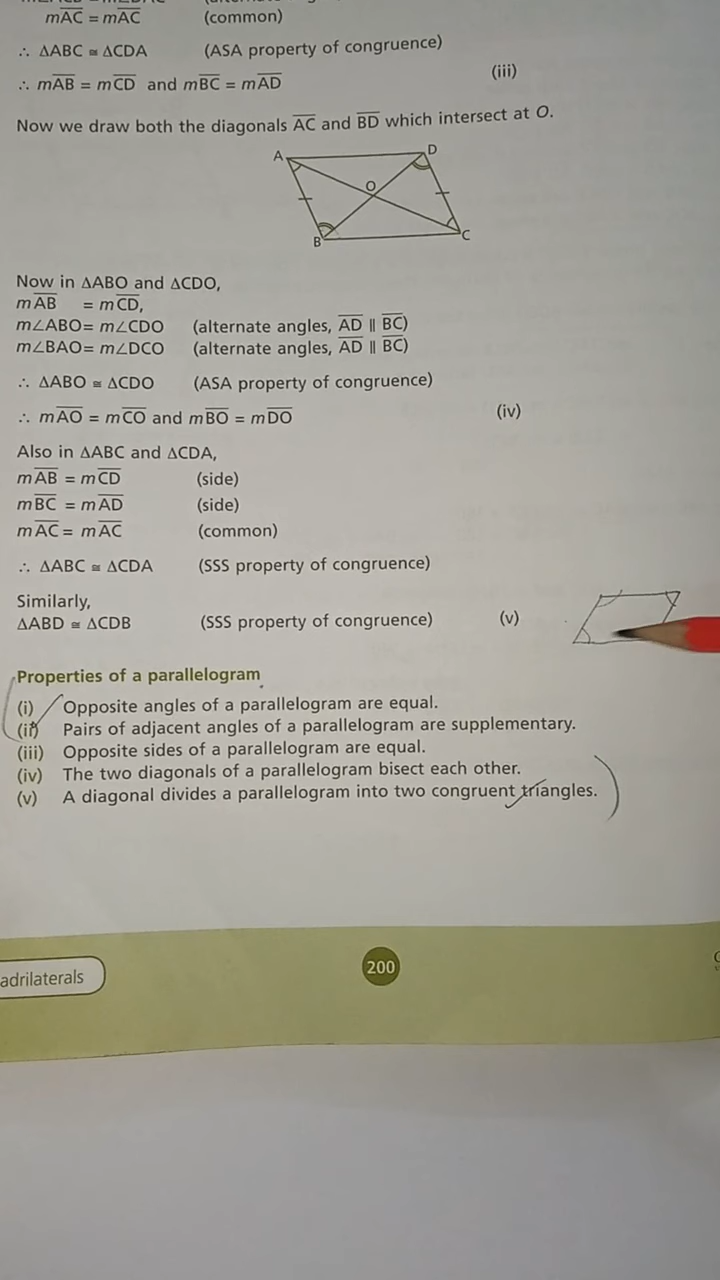 mAC = mAC (common)
∴ ΔABC ≅ ΔCDA (ASA property of congruence)
∴ mAB = mCD and mBC = mAD (iii)
Now we draw both the diagonals AC and BD which intersect at O.
A D
O
B C
Now in ΔABO and ΔCDO,
mAB = mCD,
m∠ABO= m∠CDO (alternate angles, AD || BC)
m∠BAO= m∠DCO (alternate angles, AD || BC)
∴ ΔABO ≅ ΔCDO (ASA property of congruence)
∴ mAO = mCO and mBO = mDO (iv)
Also in ΔABC and ΔCDA,
mAB = mCD (side)
mBC = mAD (side)
mAC= mAC (common)
∴ ΔABC ≅ ΔCDA (SSS property of congruence)
Similarly,
ΔABD ≅ ΔCDB (SSS property of congruence) (v)
Properties of a parallelogram
(i) Opposite angles of a parallelogram are equal.
(ii) Pairs of adjacent angles of a parallelogram are supplementary.
(iii) Opposite sides of a parallelogram are equal.
(iv) The two diagonals of a parallelogram bisect each other.
(v) A diagonal divides a parallelogram into two congruent triangles.
adrilaterals
200